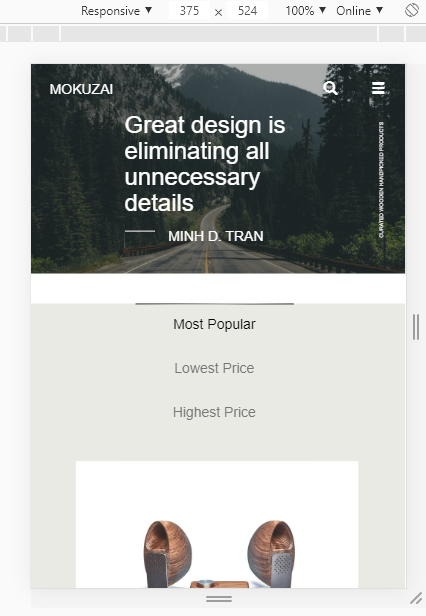 Responsive ▼ 375 × 524 100% ▼ Online ▼
MOKUZAI
Great design is
eliminating all
unnecessary
details
MINH D. TRAN
CURATED WOODEN HANDPICKED PRODUCTS
Most Popular
Lowest Price
Highest Price